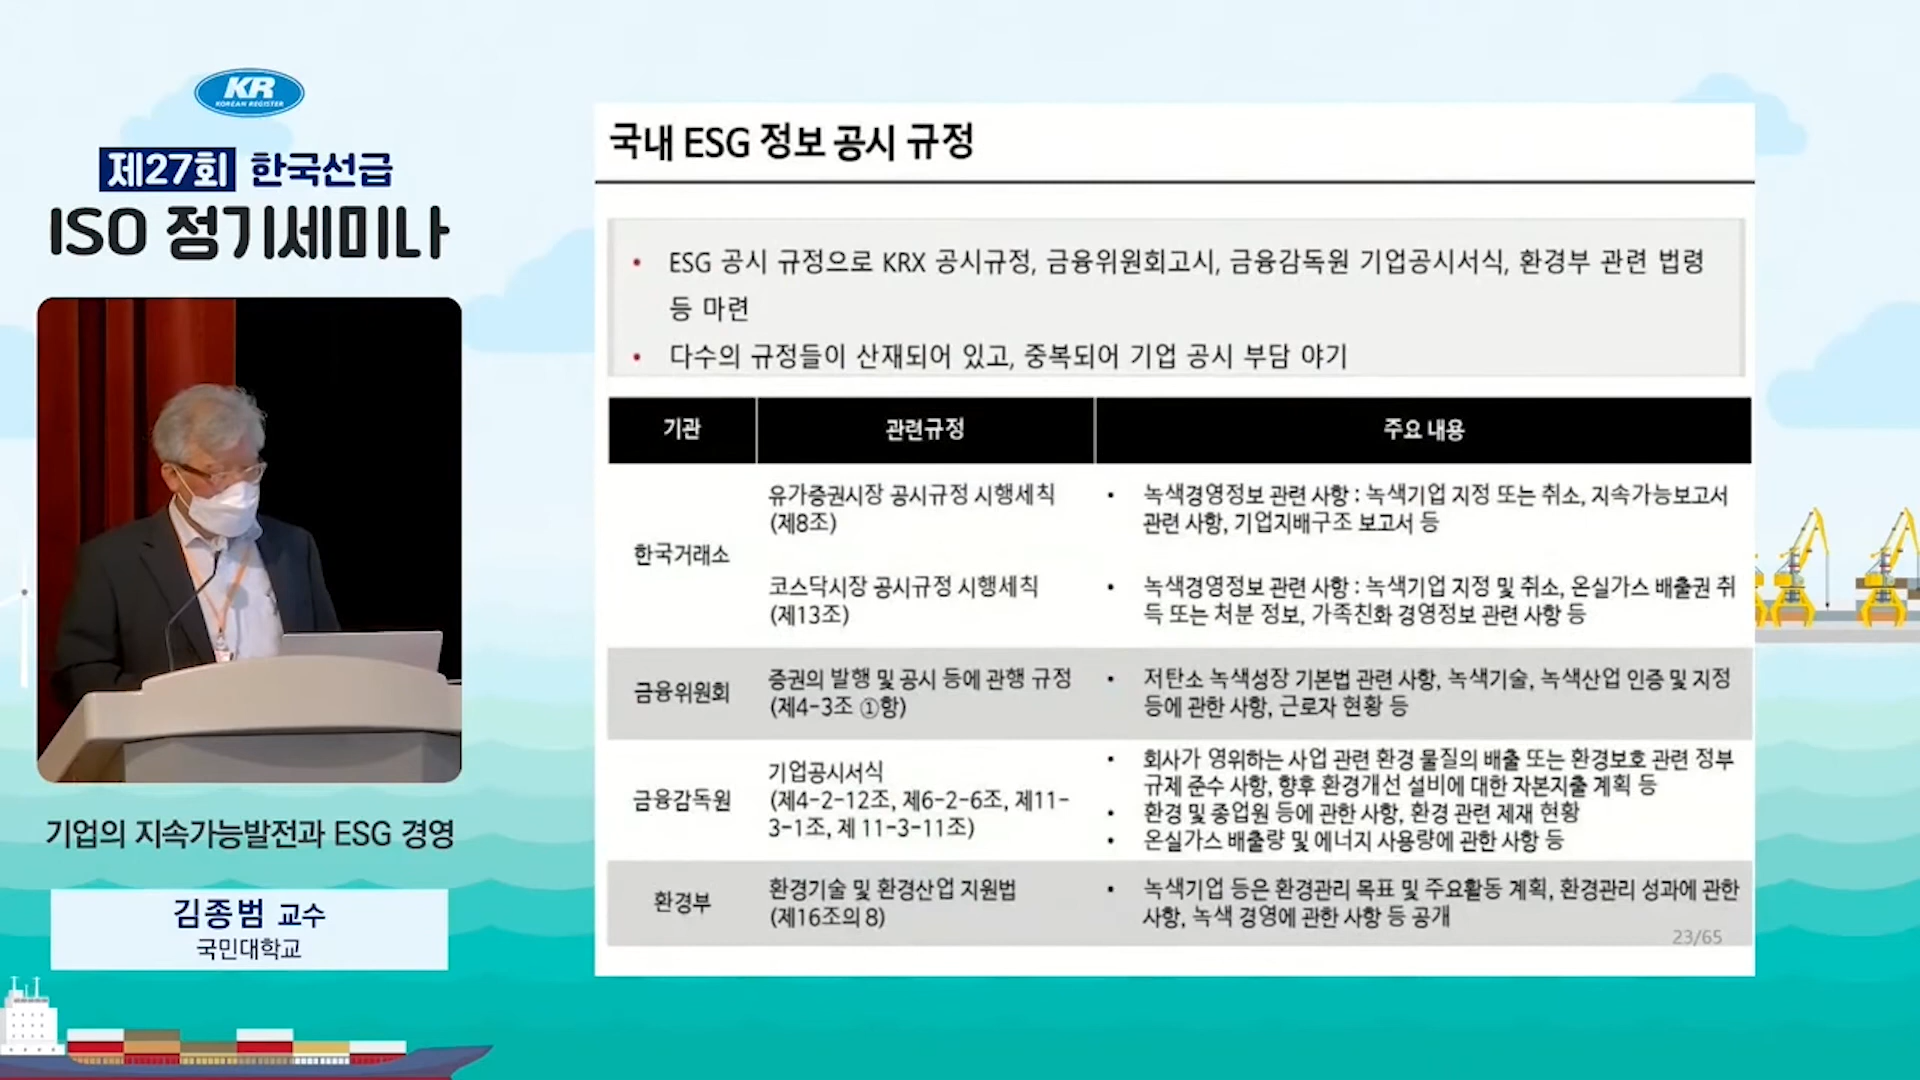 KR
KOREAN REGISTER
제27회 한국선급
ISO 정기세미나
기업의 지속가능발전과 ESG 경영
김종범 교수
국민대학교
국내 ESG 정보 공시 규정
• ESG 공시 규정으로 KRX 공시규정, 금융위원회고시, 금융감독원 기업공시서식, 환경부 관련 법령
등 마련
• 다수의 규정들이 산재되어 있고, 중복되어 기업 공시 부담 야기
기관 관련규정 주요 내용
한국거래소
유가증권시장 공시규정 시행세칙
(제8조)
• 녹색경영정보 관련 사항 : 녹색기업 지정 또는 취소, 지속가능보고서
관련 사항, 기업지배구조 보고서 등
코스닥시장 공시규정 시행세칙
(제13조)
• 녹색경영정보 관련 사항 : 녹색기업 지정 및 취소, 온실가스 배출권 취
득 또는 처분 정보, 가족친화 경영정보 관련 사항 등
금융위원회
증권의 발행 및 공시 등에 관행 규정
(제4-3조 ①항)
• 저탄소 녹색성장 기본법 관련 사항, 녹색기술, 녹색산업 인증 및 지정
등에 관한 사항, 근로자 현황 등
금융감독원
기업공시서식
(제4-2-12조, 제6-2-6조, 제11-
3-1조, 제 11-3-11조)
• 회사가 영위하는 사업 관련 환경 물질의 배출 또는 환경보호 관련 정부
규제 준수 사항, 향후 환경개선 설비에 대한 자본지출 계획 등
• 환경 및 종업원 등에 관한 사항, 환경 관련 제재 현황
• 온실가스 배출량 및 에너지 사용량에 관한 사항 등
환경부
환경기술 및 환경산업 지원법
(제16조의 8)
• 녹색기업 등은 환경관리 목표 및 주요활동 계획, 환경관리 성과에 관한
사항, 녹색 경영에 관한 사항 등 공개
23/65